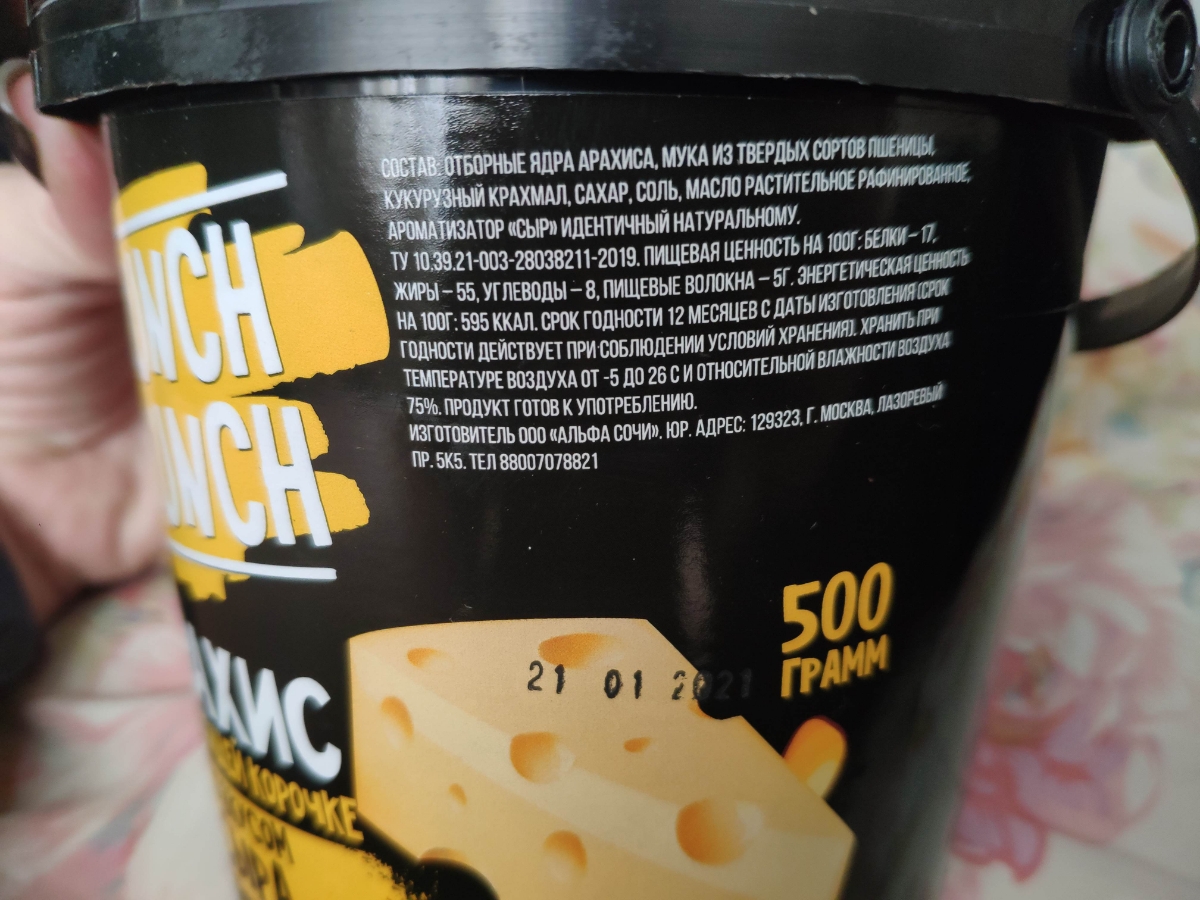 СОСТАВ: ОТБОРНЫЕ ЯДРА АРАХИСА, МУКА ИЗ ТВЕРДЫХ СОРТОВ ПШЕНИЦЫ,
КУКУРУЗНЫЙ КРАХМАЛ, САХАР, СОЛЬ, МАСЛО РАСТИТЕЛЬНОЕ РАФИНИРОВАННОЕ,
АРОМАТИЗАТОР «СЫР» ИДЕНТИЧНЫЙ НАТУРАЛЬНОМУ.
ТУ 10.39.21-003-28038211-2019. ПИЩЕВАЯ ЦЕННОСТЬ НА 100Г: БЕЛКИ – 17,
ЖИРЫ – 55, УГЛЕВОДЫ – 8, ПИЩЕВЫЕ ВОЛОКНА – 5Г. ЭНЕРГЕТИЧЕСКАЯ ЦЕННОСТЬ
НА 100Г: 595 ККАЛ. СРОК ГОДНОСТИ 12 МЕСЯЦЕВ С ДАТЫ ИЗГОТОВЛЕНИЯ (СРОК
ГОДНОСТИ ДЕЙСТВУЕТ ПРИ СОБЛЮДЕНИИ УСЛОВИЙ ХРАНЕНИЯ). ХРАНИТЬ ПРИ
ТЕМПЕРАТУРЕ ВОЗДУХА ОТ -5 ДО 26 С И ОТНОСИТЕЛЬНОЙ ВЛАЖНОСТИ ВОЗДУХА
75%. ПРОДУКТ ГОТОВ К УПОТРЕБЛЕНИЮ.
ИЗГОТОВИТЕЛЬ ООО «АЛЬФА СОЧИ». ЮР. АДРЕС: 129323, Г. МОСКВА, ЛАЗОРЕВЫЙ
ПР. 5К5. ТЕЛ 88007078821
NCH
UNCH
500
ГРАММ
21 01 2021
АХИС
КОРОЧКЕ